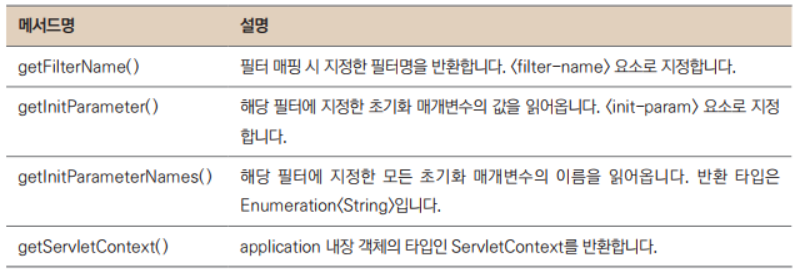 메서드명 설명
getFilterName() 필터 매핑 시 지정한 필터명을 반환합니다. 〈filter-name〉 요소로 지정합니다.
getInitParameter() 해당 필터에 지정한 초기화 매개변수의 값을 읽어옵니다. 〈init-param〉 요소로 지정
합니다.
getInitParameterNames() 해당 필터에 지정한 모든 초기화 매개변수의 이름을 읽어옵니다. 반환 타입은
Enumeration〈String〉입니다.
getServletContext() application 내장 객체의 타입인 ServletContext를 반환합니다.